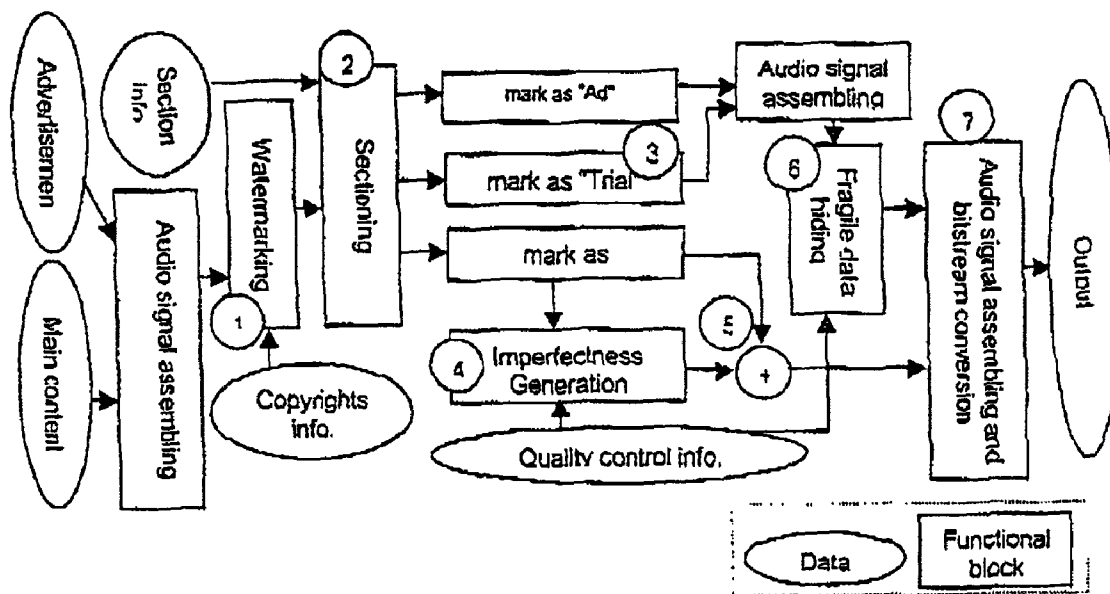 Advertisemen
Section
info.
Main content
Audio signal assembling
Watermarking
1
Copyrights
info.
2
Sectioning
mark as "Ad"
3
mark as "Trial
mark as
4
Imperfectness
Generation
5
+
Quality control info.
Audio signal
assembling
6
Fragile data
hiding
7
Audio signal assembling and
bitstream conversion
Output
Data
Functional
block